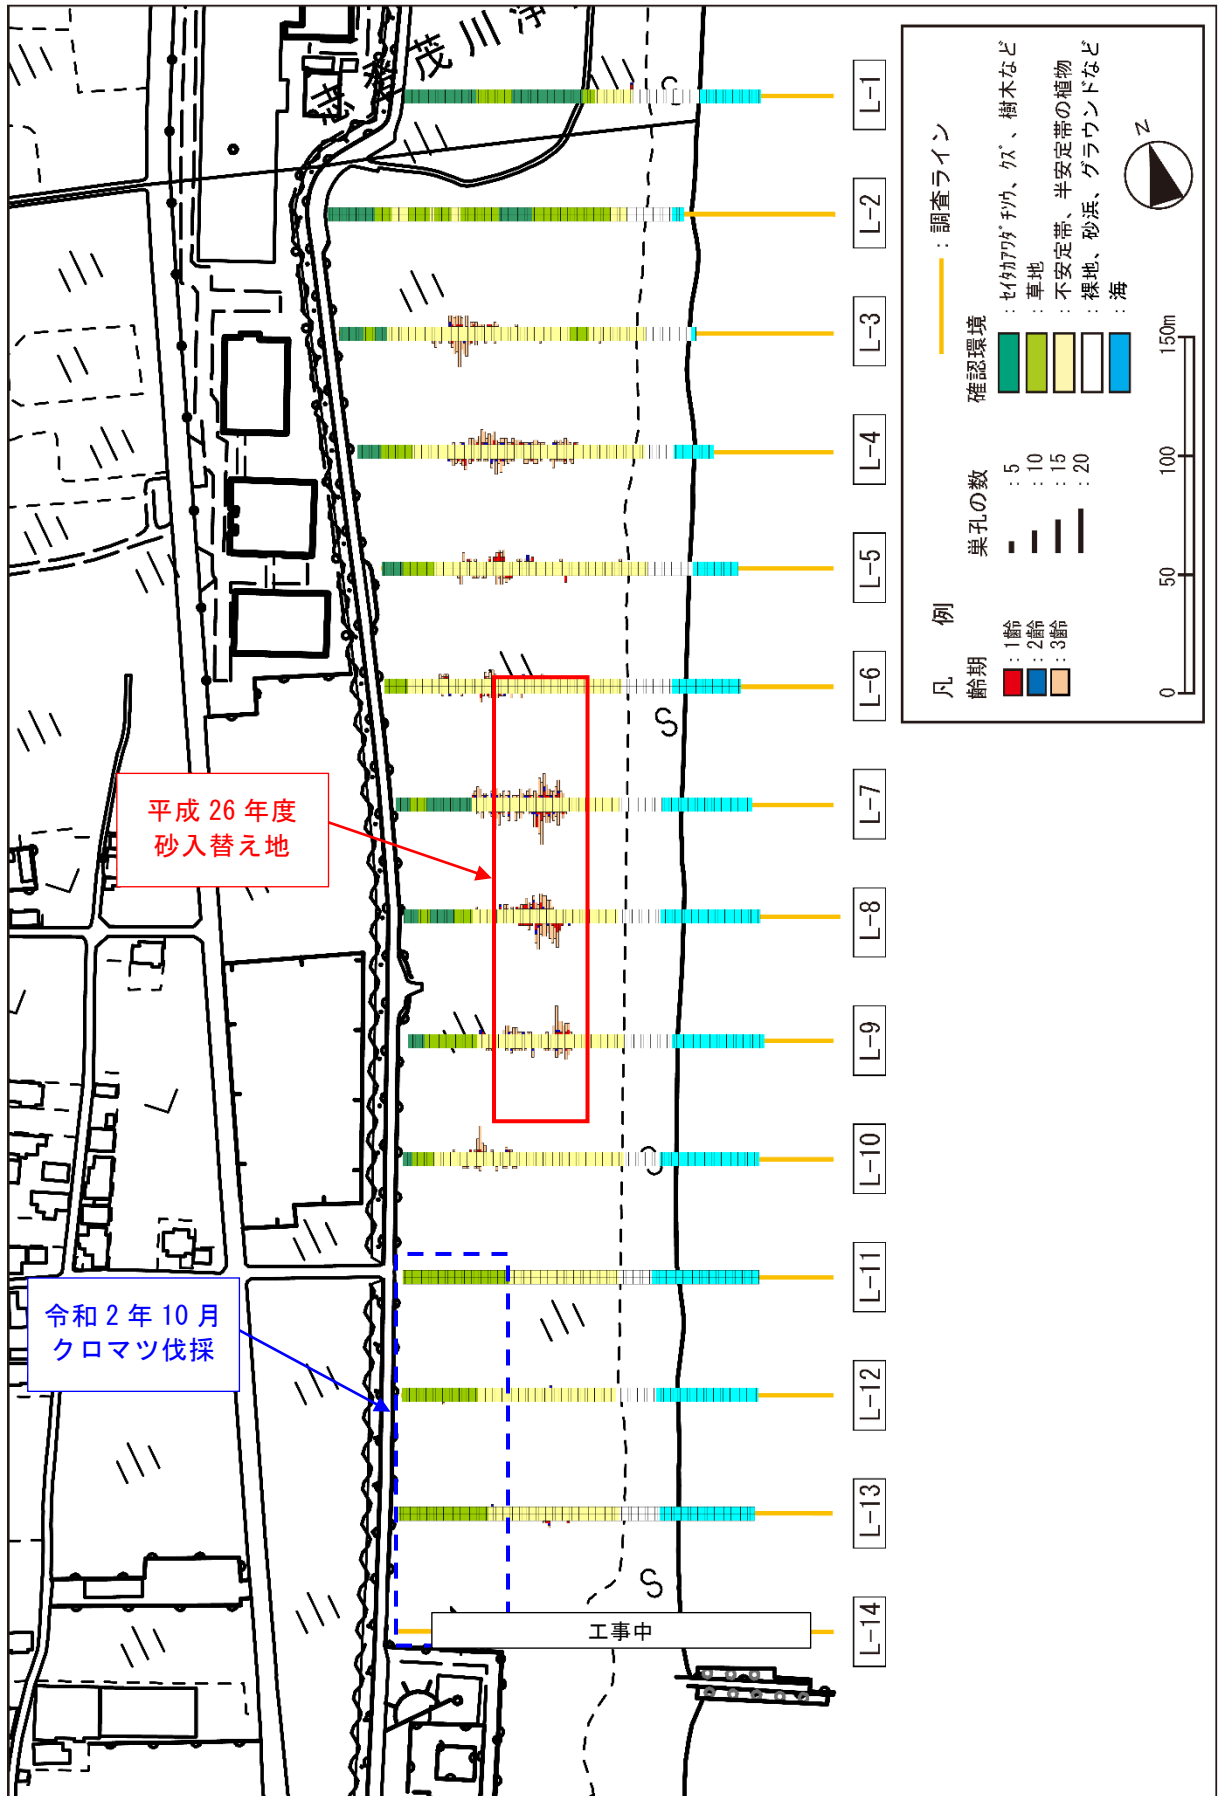 茂川浄
L-1
L-2
L-3
L-4
L-5
L-6
L-7
L-8
L-9
L-10
L-11
L-12
L-13
L-14
平成 26 年度
砂入替え地
令和 2 年 10 月
クロマツ伐採
工事中
S
S
S
S
凡 例
齢期
:1齢
:2齢
:3齢
巣孔の数
:5
:10
:15
:20
確認環境
:セイタカアワダチソウ、クズ、樹木など
:草地
:不安定帯、半安定帯の植物
:裸地、砂浜、グラウンドなど
:海
:調査ライン
N
0 50 100 150m